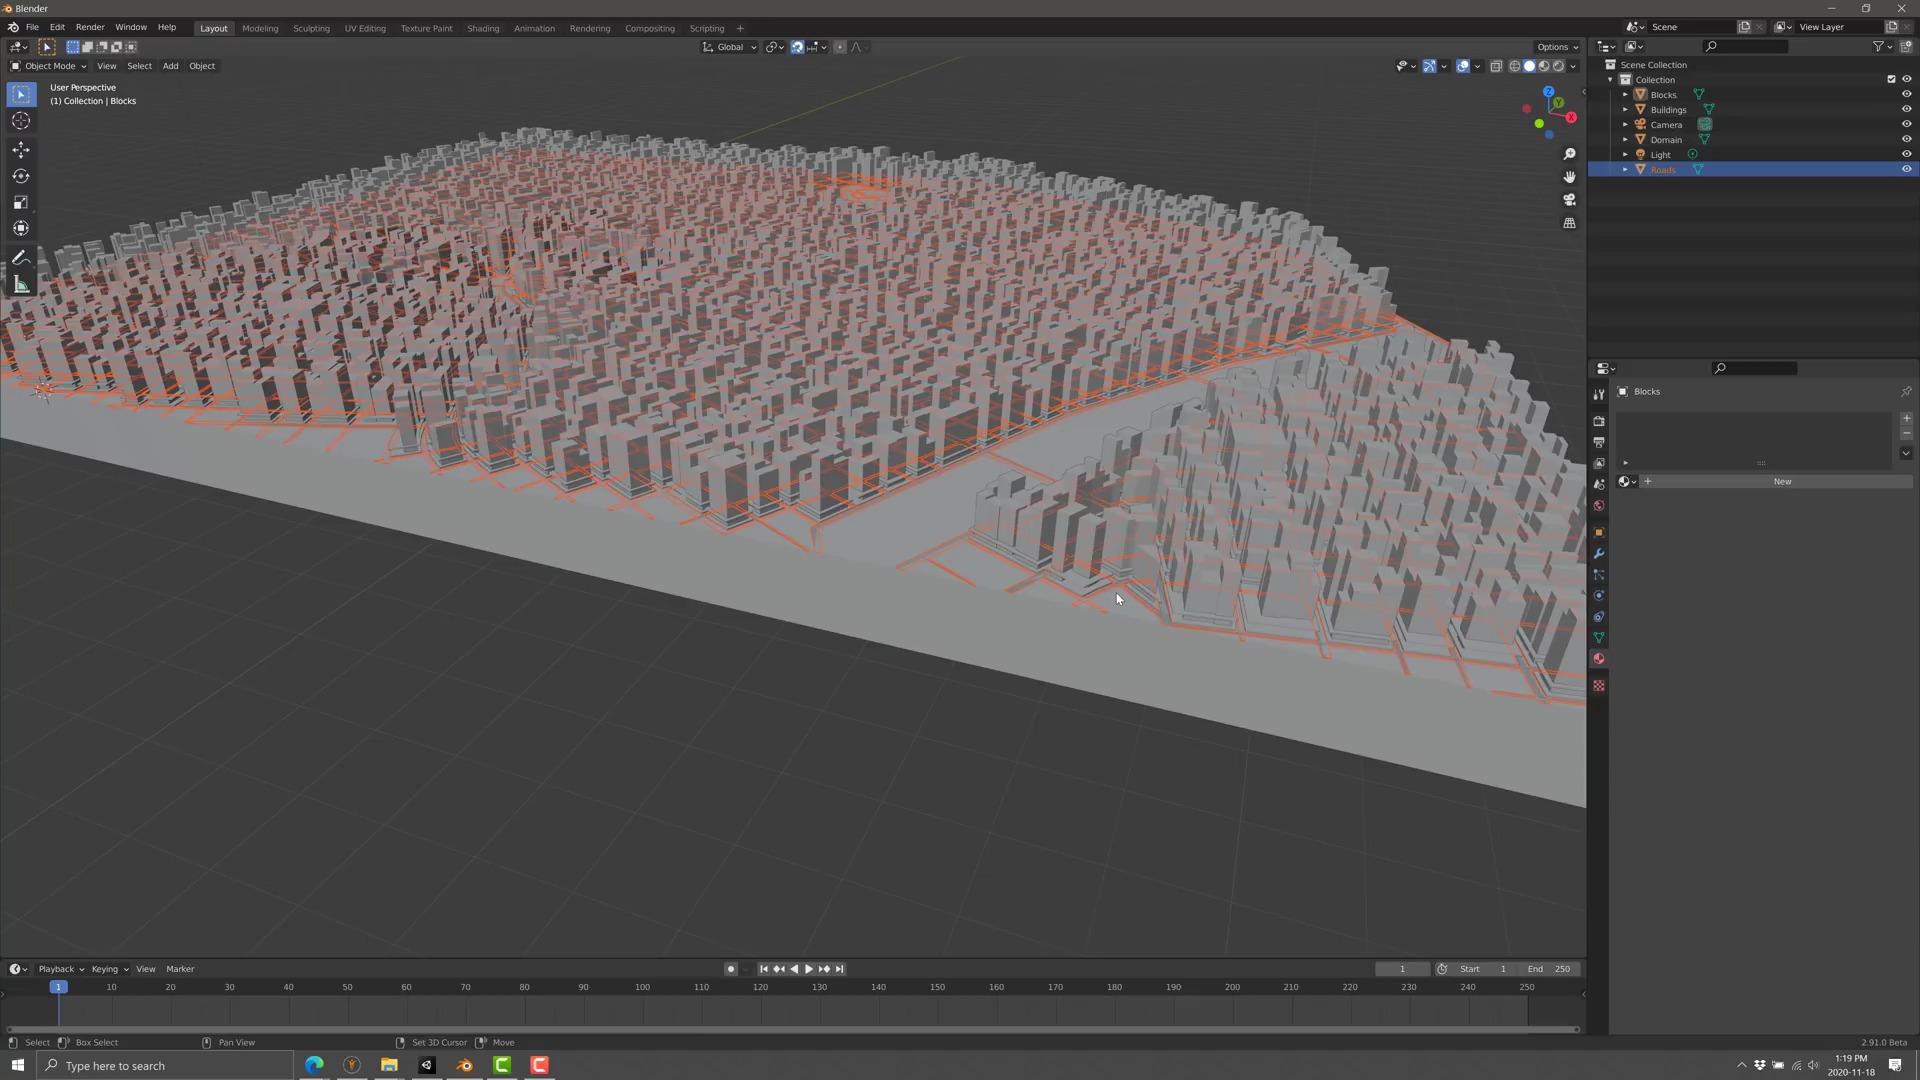 Blender
File Edit Render Window Help Layout Modeling Sculpting UV Editing Texture Paint Shading Animation Rendering Compositing Scripting + Scene View Layer
Global Options
Object Mode View Select Add Object
User Perspective
(1) Collection | Blocks
Z
Y
X
Scene Collection
Collection
Blocks
Buildings
Camera
Domain
Light
Roads
Blocks
+ New
Playback Keying View Marker 1 Start 1 End 250
1 10 20 30 40 50 60 70 80 90 100 110 120 130 140 150 160 170 180 190 200 210 220 230 240 250
Select Box Select Pan View Set 3D Cursor Move 2.91.0 Beta
Type here to search
1:19 PM
2020-11-18